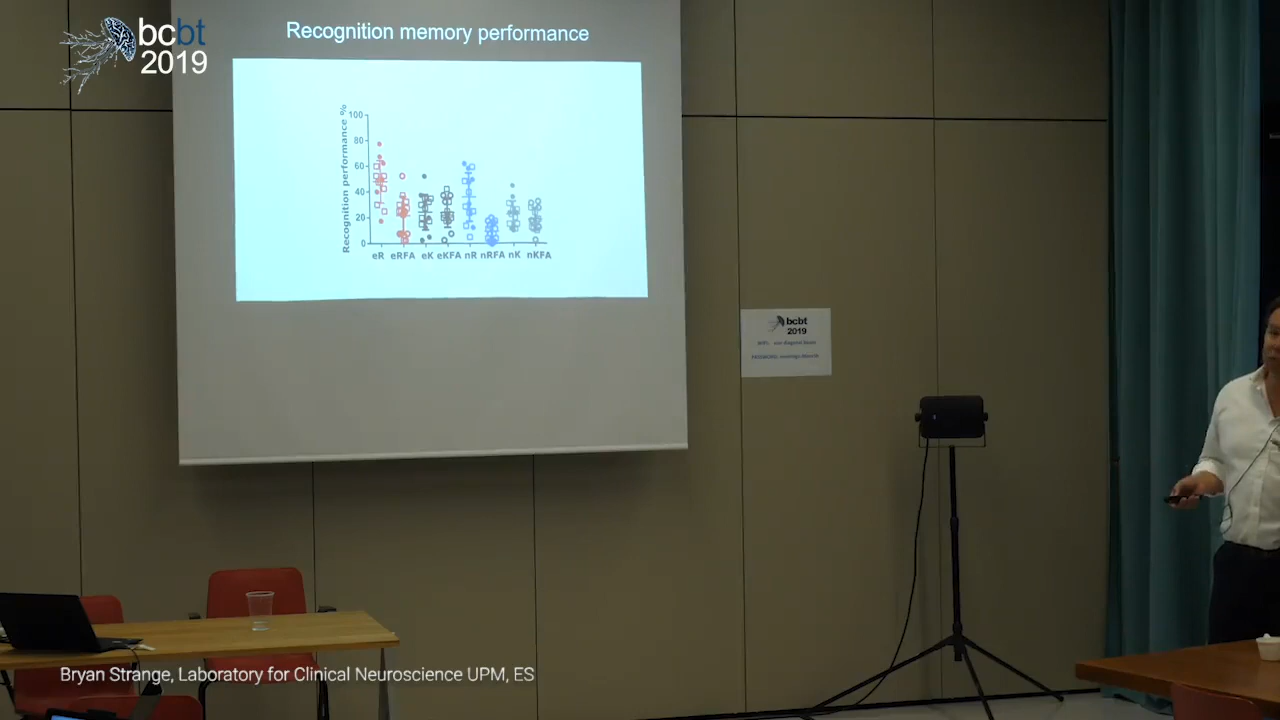 bcbt
2019
Recognition memory performance
Recognition performance %
100
80
60
40
20
0
eR eRFA eK eKFA nR nRFA nK nKFA
bcbt
2019
Bryan Strange, Laboratory for Clinical Neuroscience UPM, ES